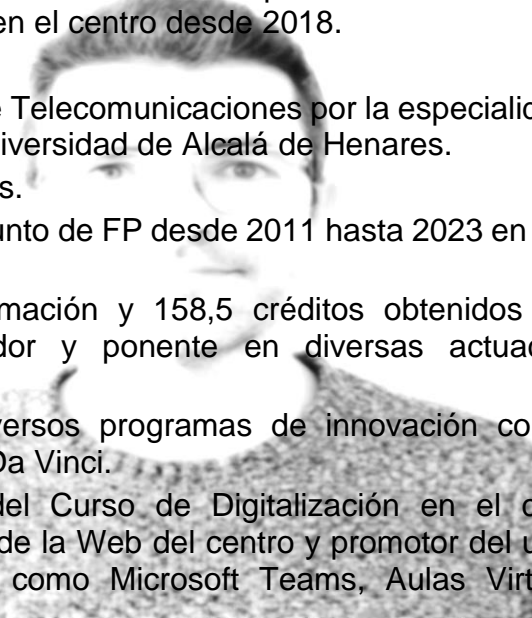 en el centro desde 2018.
e Telecomunicaciones por la especialid
iversidad de Alcalá de Henares.
s.
unto de FP desde 2011 hasta 2023 en
mación y 158,5 créditos obtenidos
dor y ponente en diversas actuac
versos programas de innovación co
Da Vinci.
del Curso de Digitalización en el c
de la Web del centro y promotor del u
como Microsoft Teams, Aulas Virt